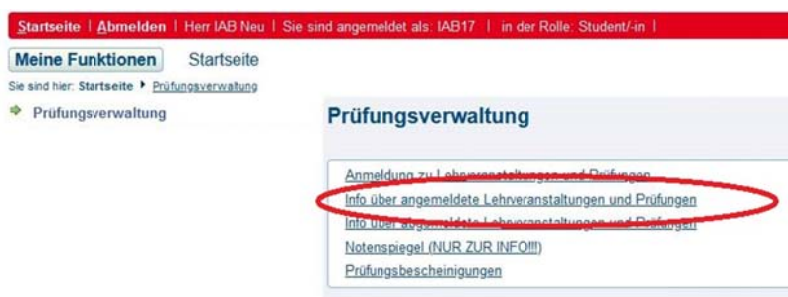 Startseite | Abmelden | Herr IAB Neu | Sie sind angemeldet als: IAB17 | in der Rolle: Student/-in |
Meine Funktionen Startseite
Sie sind hier: Startseite Prüfungsverwaltung
Prüfungsverwaltung
Prüfungsverwaltung
Anmeldung zu Lehrveranstaltungen und Prüfungen
Info über angemeldete Lehrveranstaltungen und Prüfungen
Info über abgemeldete Lehrveranstaltungen und Prüfungen
Notenspiegel (NUR ZUR INFO!!!)
Prüfungsbescheinigungen